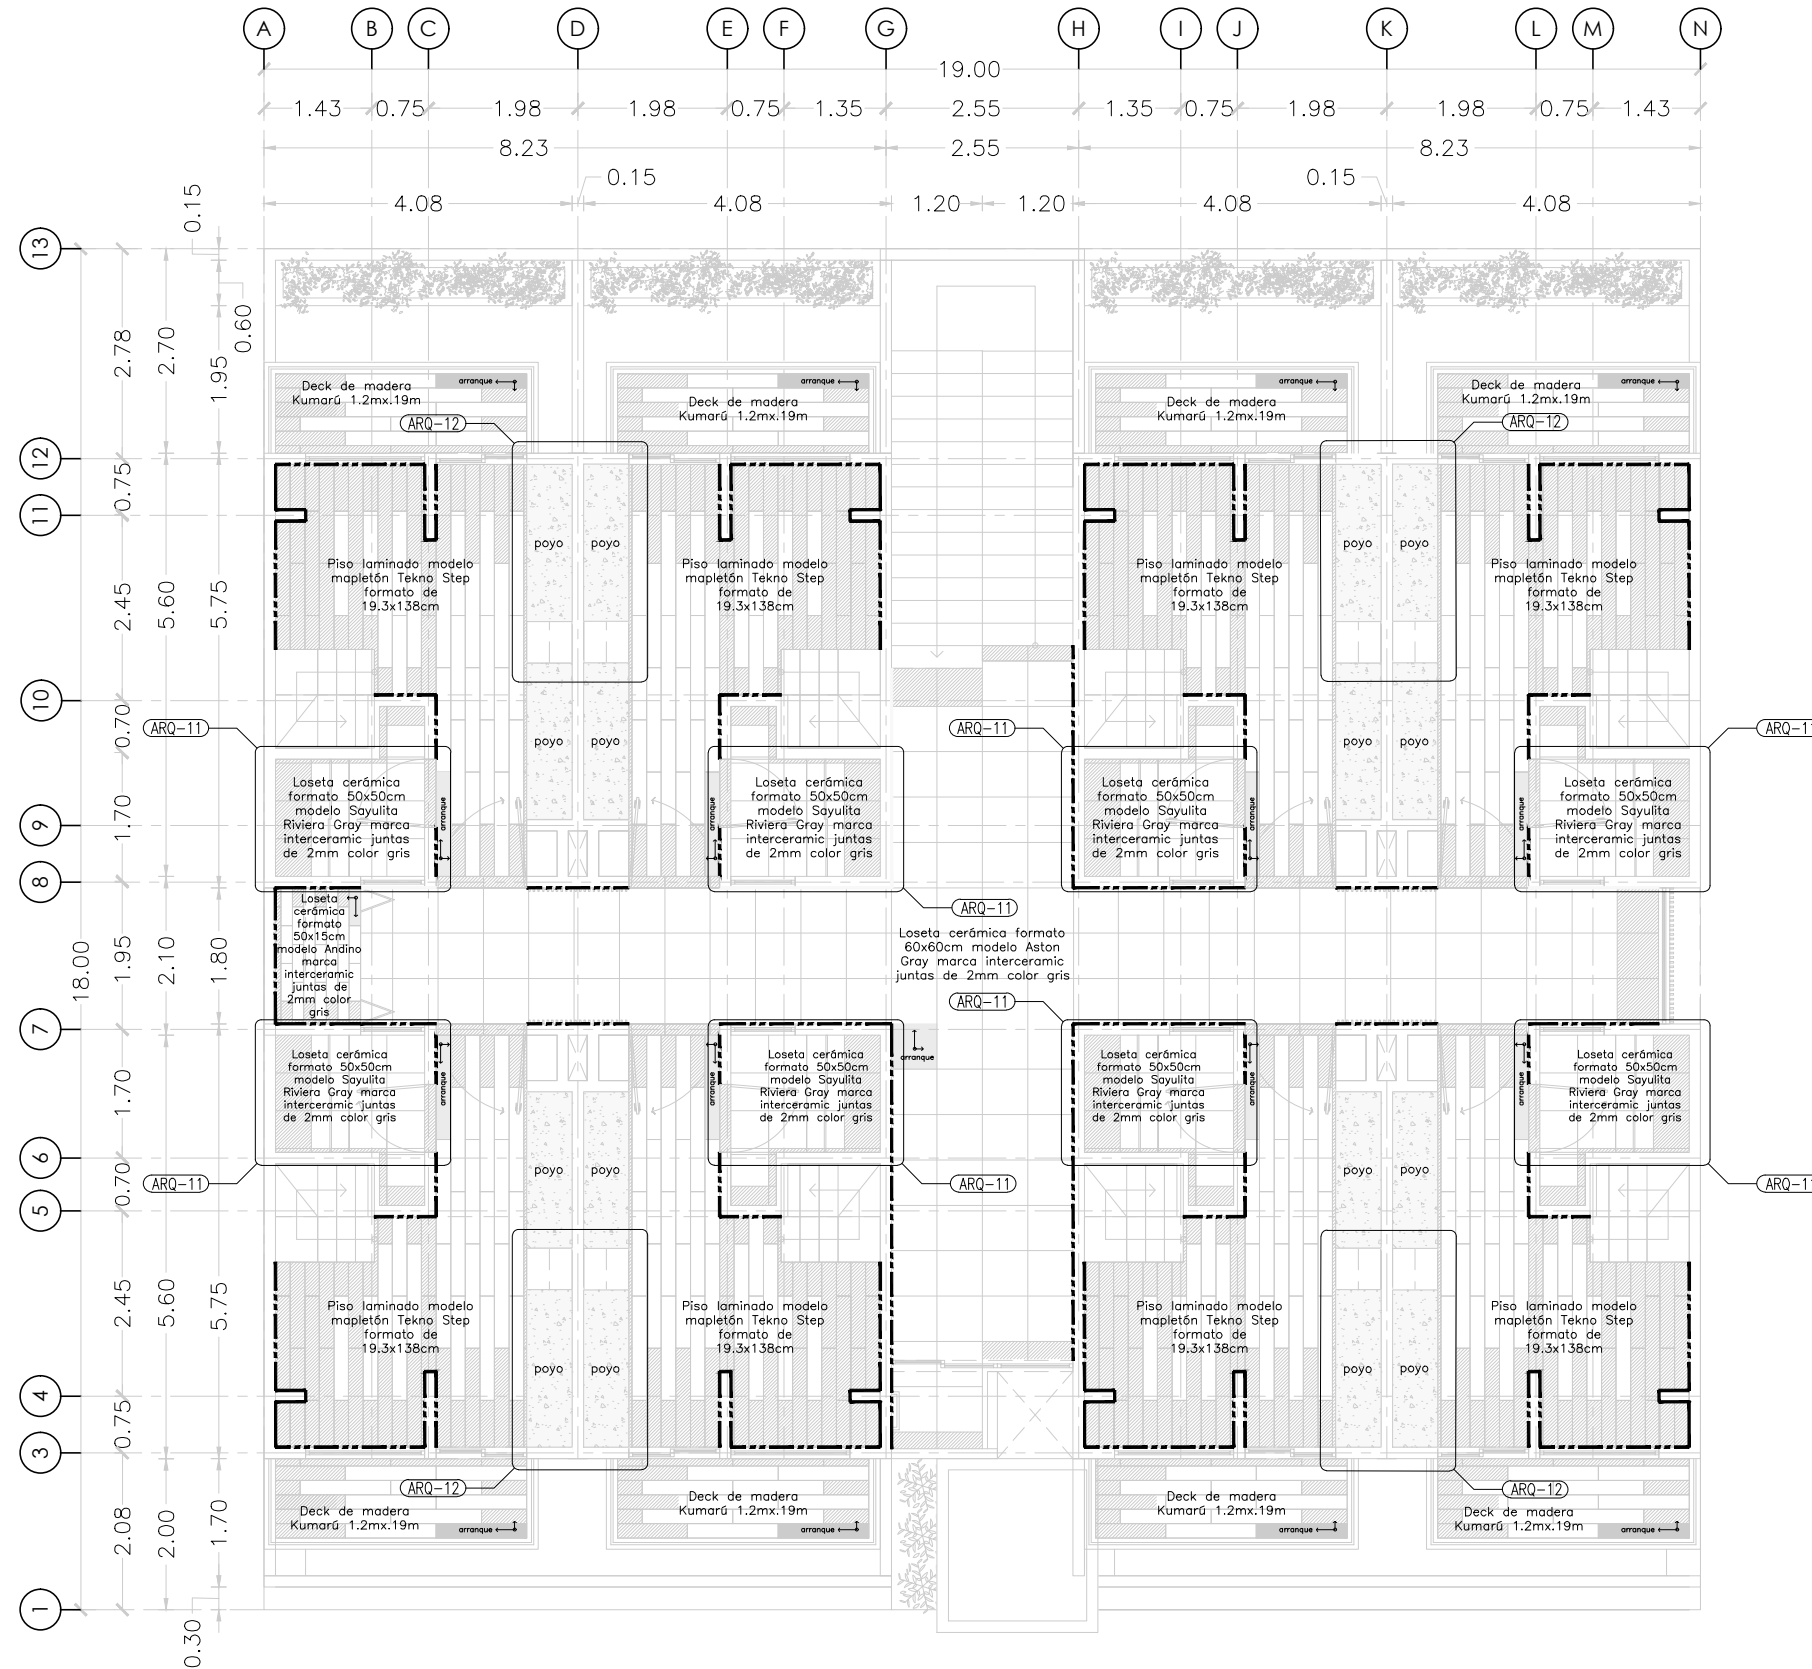 A B C D E F G H I J K L M N
19.00
1.43 0.75 1.98 1.98 0.75 1.35 2.55 1.35 0.75 1.98 1.98 0.75 1.43
8.23 2.55 8.23
0.15 0.15
4.08 4.08 1.20 1.20 4.08 4.08
13
12
11
10
9
8
7
6
5
4
3
1
18.00
2.78
0.75
2.45
0.70
1.70
1.95
1.70
0.70
2.45
0.75
2.08
2.70
5.60
2.10
5.60
2.00
0.15
0.60
1.95
5.75
1.80
5.75
1.70
0.30
Deck de madera
Kumarú 1.2mx.19m
arranque
Deck de madera
Kumarú 1.2mx.19m
arranque
Deck de madera
Kumarú 1.2mx.19m
arranque
Deck de madera
Kumarú 1.2mx.19m
arranque
ARQ-12
ARQ-12
poyo poyo
poyo poyo
Piso laminado modelo
mapletón Tekno Step
formato de
19.3x138cm
Piso laminado modelo
mapletón Tekno Step
formato de
19.3x138cm
Piso laminado modelo
mapletón Tekno Step
formato de
19.3x138cm
Piso laminado modelo
mapletón Tekno Step
formato de
19.3x138cm
ARQ-11
ARQ-11
ARQ-11
poyo poyo
poyo poyo
Loseta cerámica
formato 50x50cm
modelo Sayulita
Riviera Gray marca
interceramic juntas
de 2mm color gris
arranque
arranque
Loseta cerámica
formato 50x50cm
modelo Sayulita
Riviera Gray marca
interceramic juntas
de 2mm color gris
Loseta cerámica
formato 50x50cm
modelo Sayulita
Riviera Gray marca
interceramic juntas
de 2mm color gris
arranque
arranque
Loseta cerámica
formato 50x50cm
modelo Sayulita
Riviera Gray marca
interceramic juntas
de 2mm color gris
Loseta
cerámica
formato
50x15cm
modelo Andino
marca
interceramic
juntas de
2mm color
gris
ARQ-11
Loseta cerámica formato
60x60cm modelo Aston
Gray marca interceramic
juntas de 2mm color gris
ARQ-11
arranque
Loseta cerámica
formato 50x50cm
modelo Sayulita
Riviera Gray marca
interceramic juntas
de 2mm color gris
arranque
arranque
Loseta cerámica
formato 50x50cm
modelo Sayulita
Riviera Gray marca
interceramic juntas
de 2mm color gris
Loseta cerámica
formato 50x50cm
modelo Sayulita
Riviera Gray marca
interceramic juntas
de 2mm color gris
arranque
arranque
Loseta cerámica
formato 50x50cm
modelo Sayulita
Riviera Gray marca
interceramic juntas
de 2mm color gris
ARQ-11
poyo poyo
ARQ-11
poyo poyo
ARQ-11
Piso laminado modelo
mapletón Tekno Step
formato de
19.3x138cm
Piso laminado modelo
mapletón Tekno Step
formato de
19.3x138cm
Piso laminado modelo
mapletón Tekno Step
formato de
19.3x138cm
Piso laminado modelo
mapletón Tekno Step
formato de
19.3x138cm
poyo poyo
poyo poyo
ARQ-12
ARQ-12
Deck de madera
Kumarú 1.2mx.19m
arranque
Deck de madera
Kumarú 1.2mx.19m
arranque
Deck de madera
Kumarú 1.2mx.19m
arranque
Deck de madera
Kumarú 1.2mx.19m
arranque